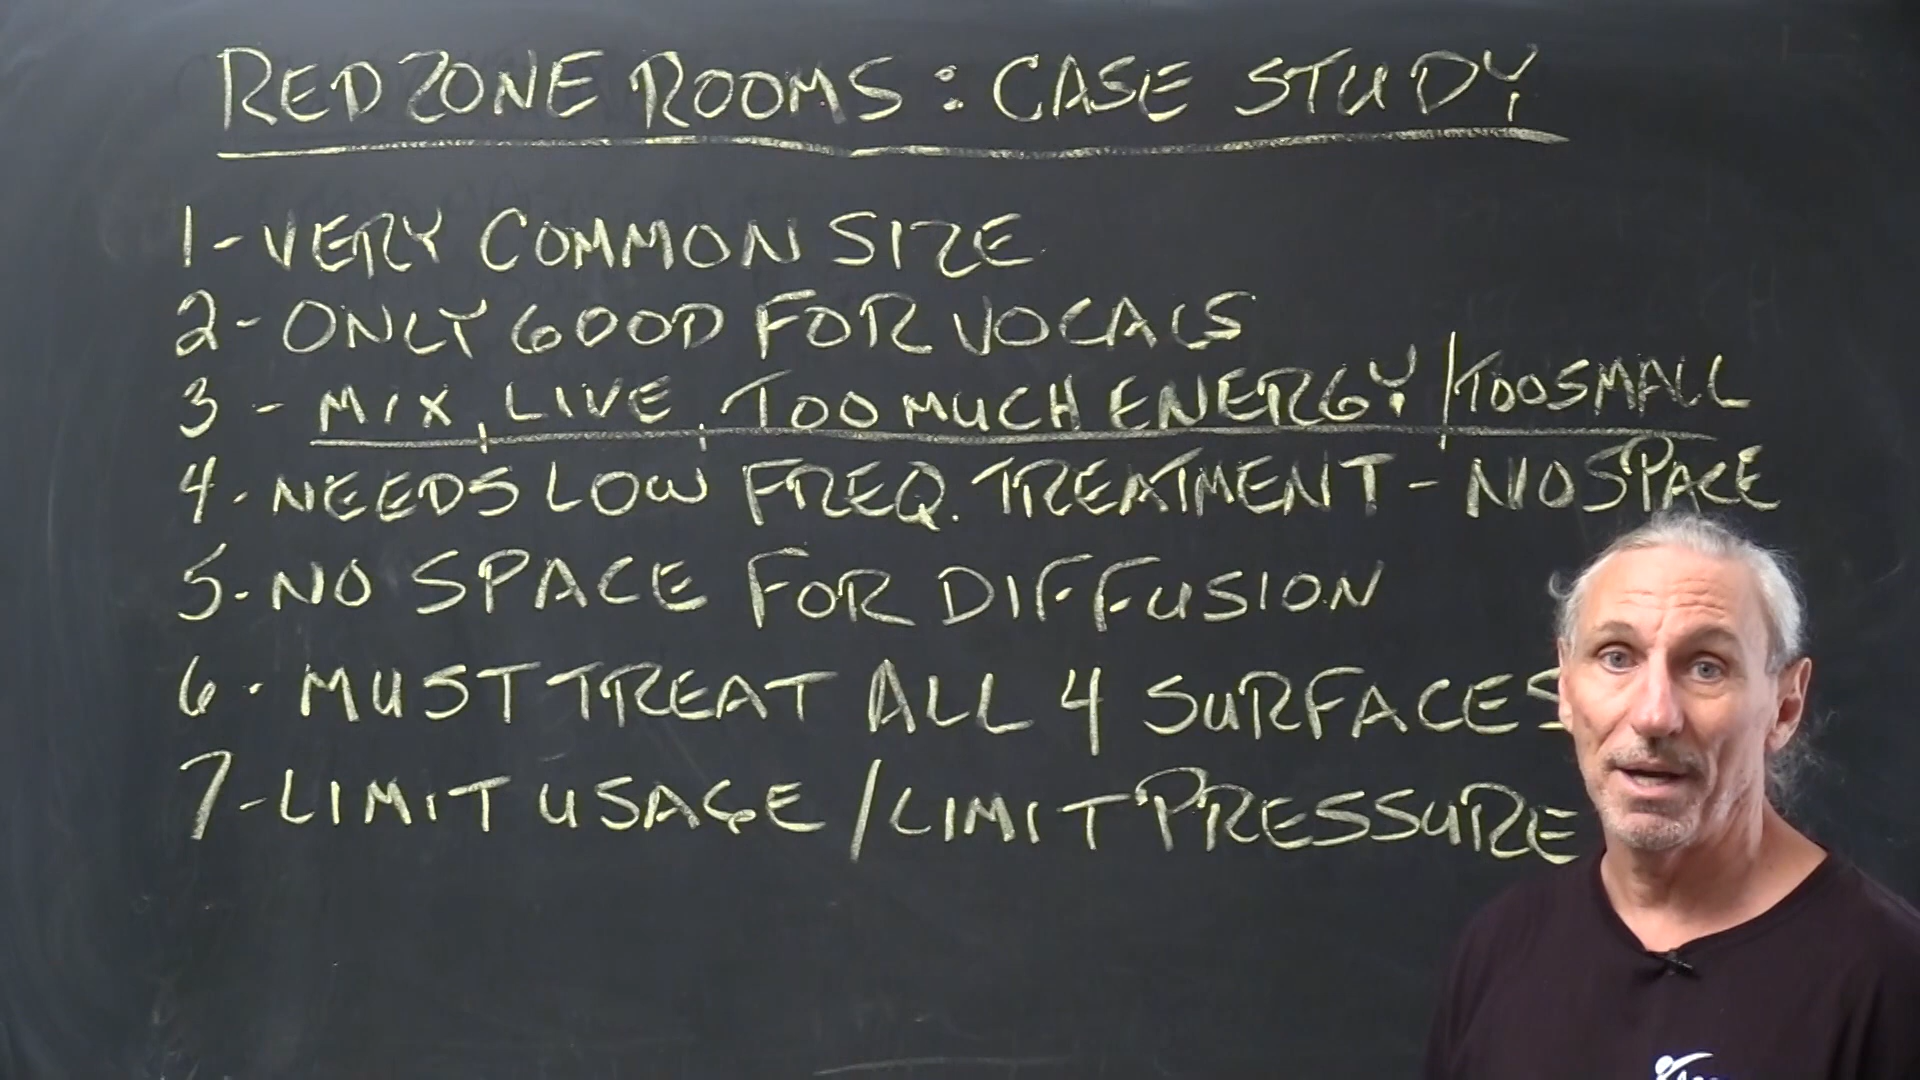 RED ZONE ROOMS : CASE STUDY
1-VERY COMMON SIZE
2-ONLY GOOD FOR VOCALS
3 - MIX, LIVE, TOO MUCH ENERGY / TOO SMALL
4-NEEDS LOW FREQ. TREATMENT - NO SPACE
5-NO SPACE FOR DIFFUSION
6-MUST TREAT ALL 4 SURFACES
7-LIMIT USAGE / LIMIT PRESSURE